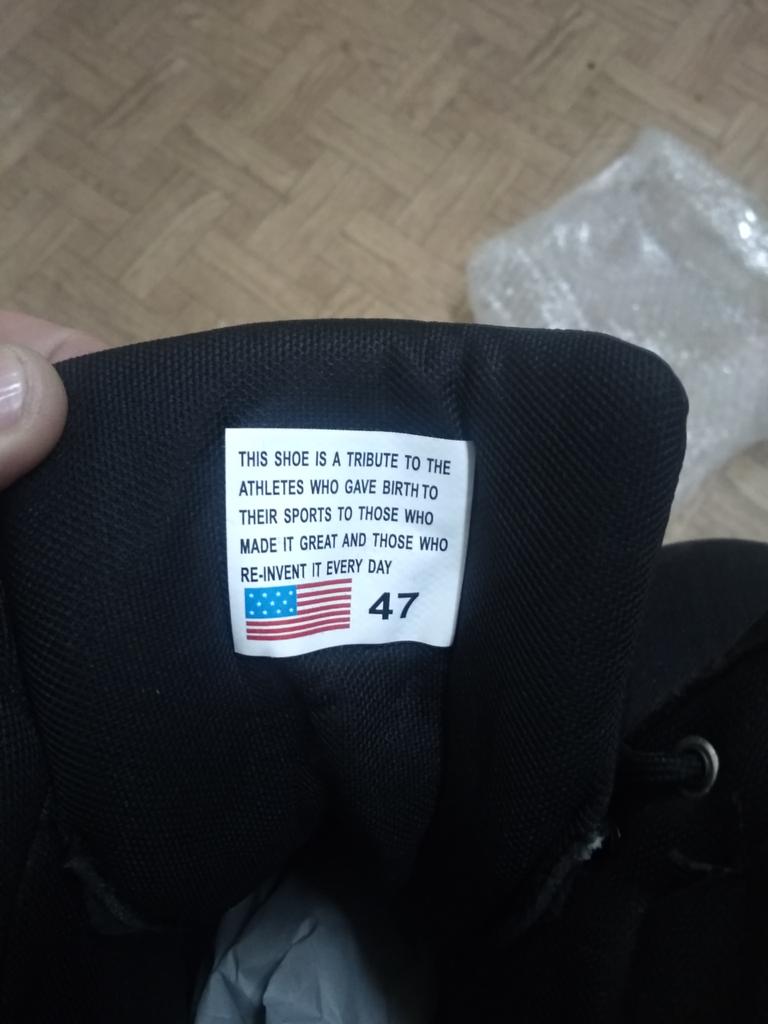 THIS SHOE IS A TRIBUTE TO THE
ATHLETES WHO GAVE BIRTH TO
THEIR SPORTS TO THOSE WHO
MADE IT GREAT AND THOSE WHO
RE-INVENT IT EVERY DAY
47